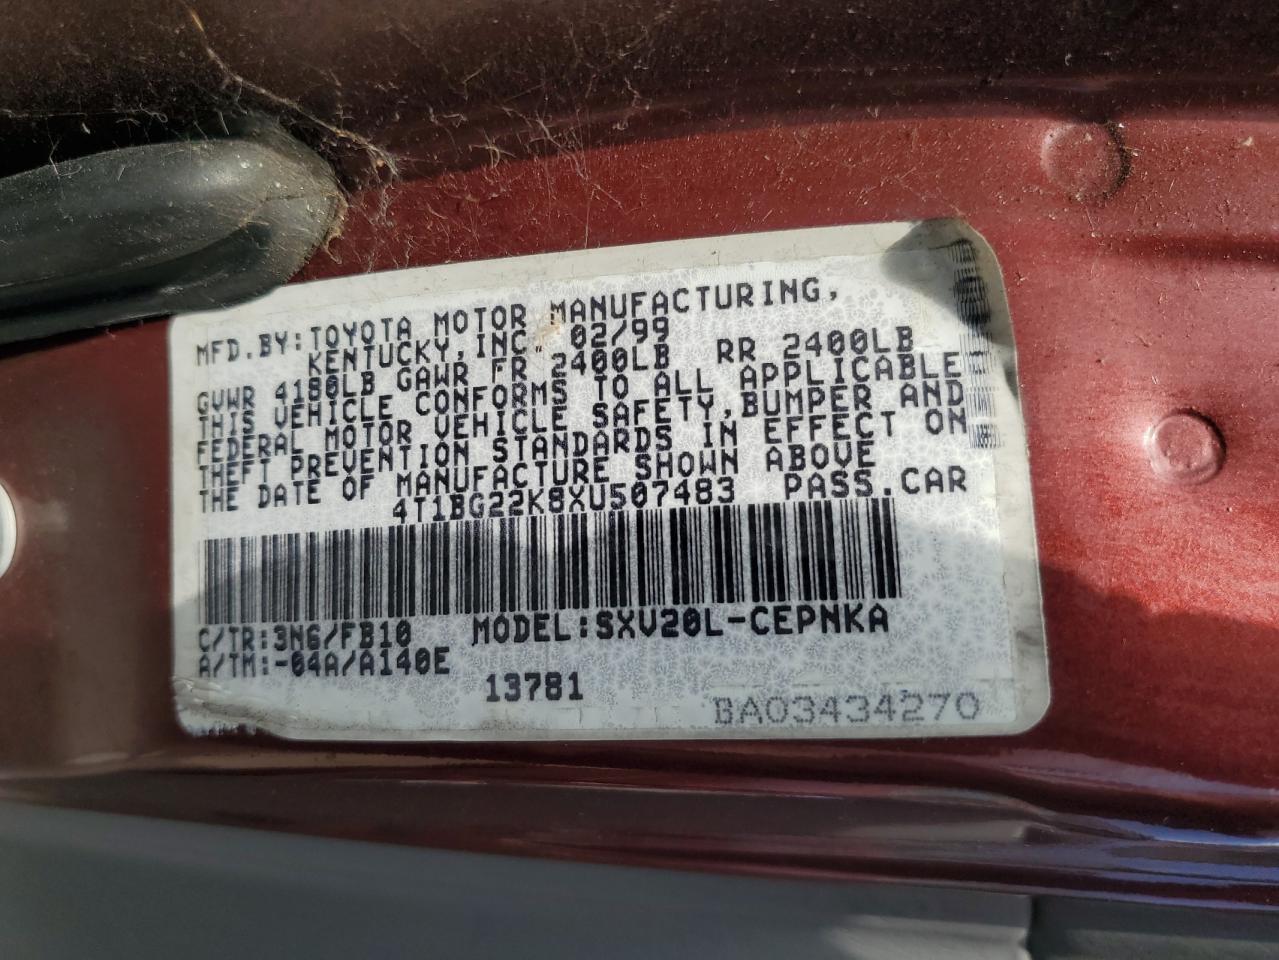 MFD.BY:TOYOTA MOTOR MANUFACTURING,
KENTUCKY,INC. 02/99
GVWR 4180LB GAWR FR 2400LB RR 2400LB
THIS VEHICLE CONFORMS TO ALL APPLICABLE
FEDERAL MOTOR VEHICLE SAFETY,BUMPER AND
THEFT PREVENTION STANDARDS IN EFFECT ON
THE DATE OF MANUFACTURE SHOWN ABOVE
4T1BG22K8XU507483 PASS.CAR
C/TR:3N6/FB10 MODEL:SXV20L-CEPNKA
A/TM:-04A/A140E
13781
BA03434270